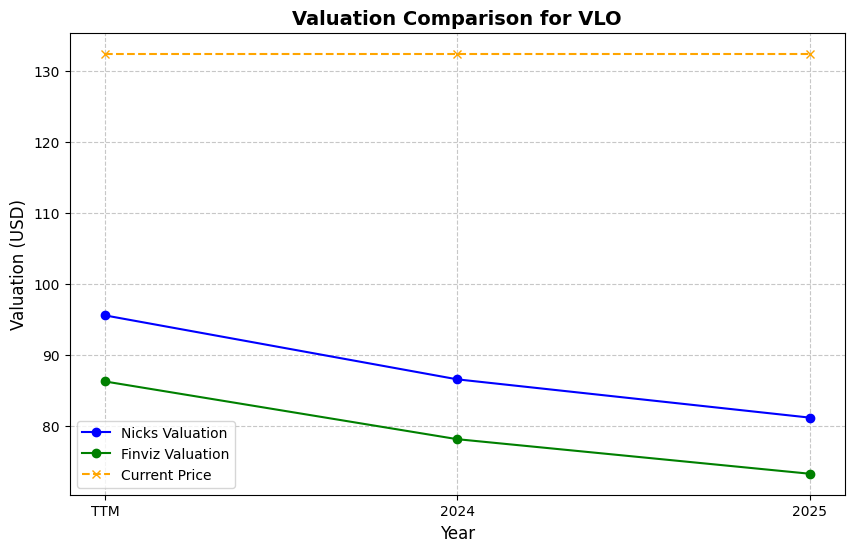 Valuation Comparison for VLO
Valuation (USD)
130
120
110
100
90
80
Nicks Valuation
Finviz Valuation
Current Price
TTM
2024
2025
Year